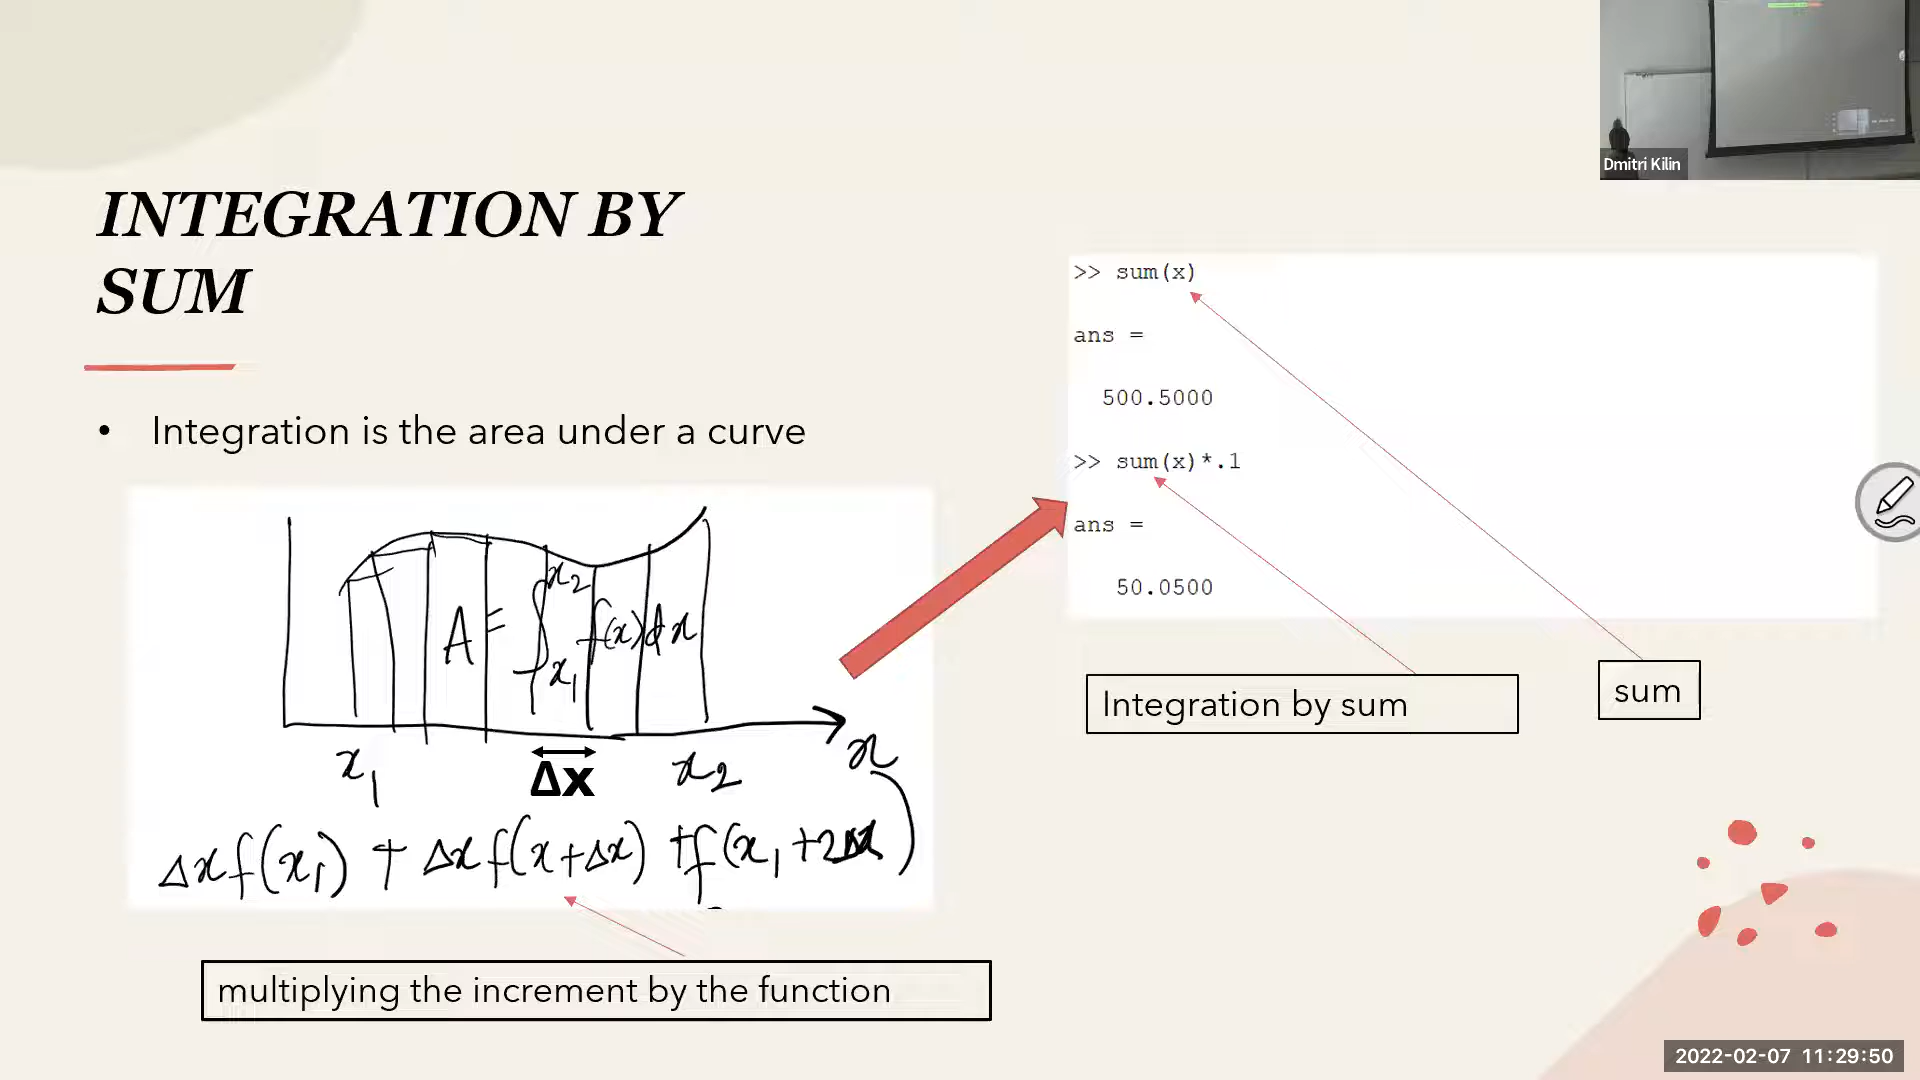 INTEGRATION BY
SUM
• Integration is the area under a curve
A = ∫x₁x₂ f(x)dx
x₁ Δx x₂ x
Δx f(x₁) + Δx f(x+Δx) + f(x₁+2Δx)
multiplying the increment by the function
>> sum(x)
ans =
500.5000
>> sum(x)*.1
ans =
50.0500
Integration by sum
sum
Dmitri Kilin
2022-02-07 11:29:50